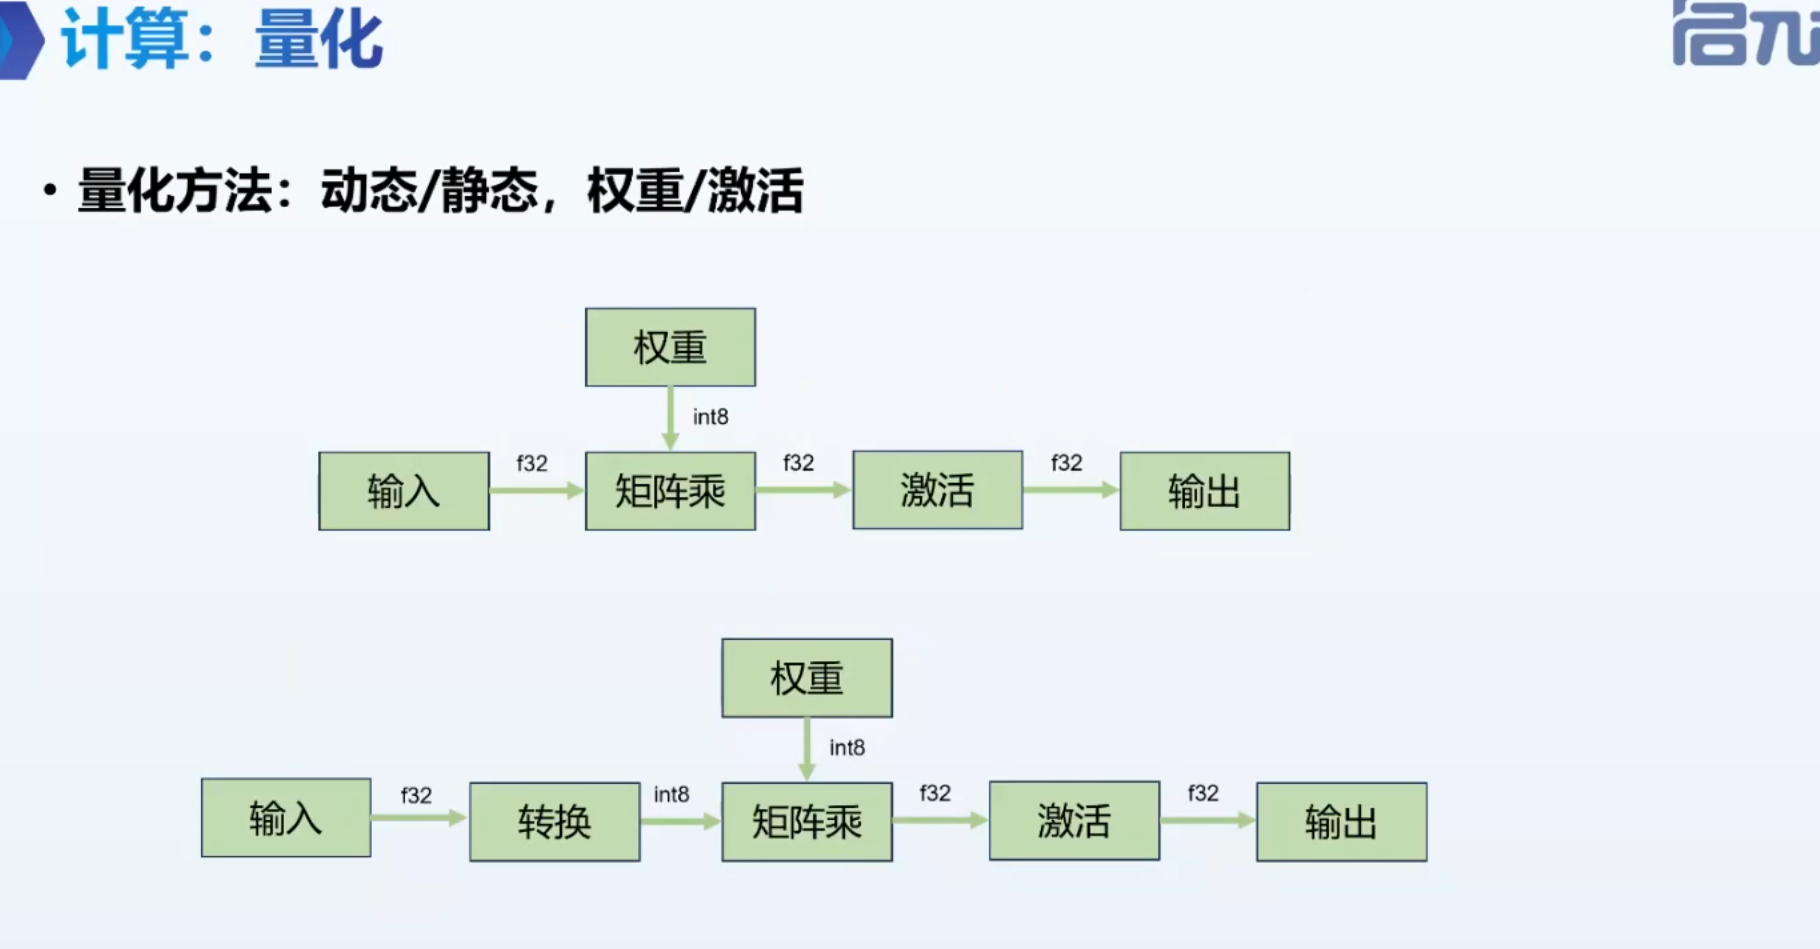 计算：量化
启元
• 量化方法：动态/静态，权重/激活
权重
int8
输入
f32
矩阵乘
f32
激活
f32
输出
权重
int8
输入
f32
转换
int8
矩阵乘
f32
激活
f32
输出